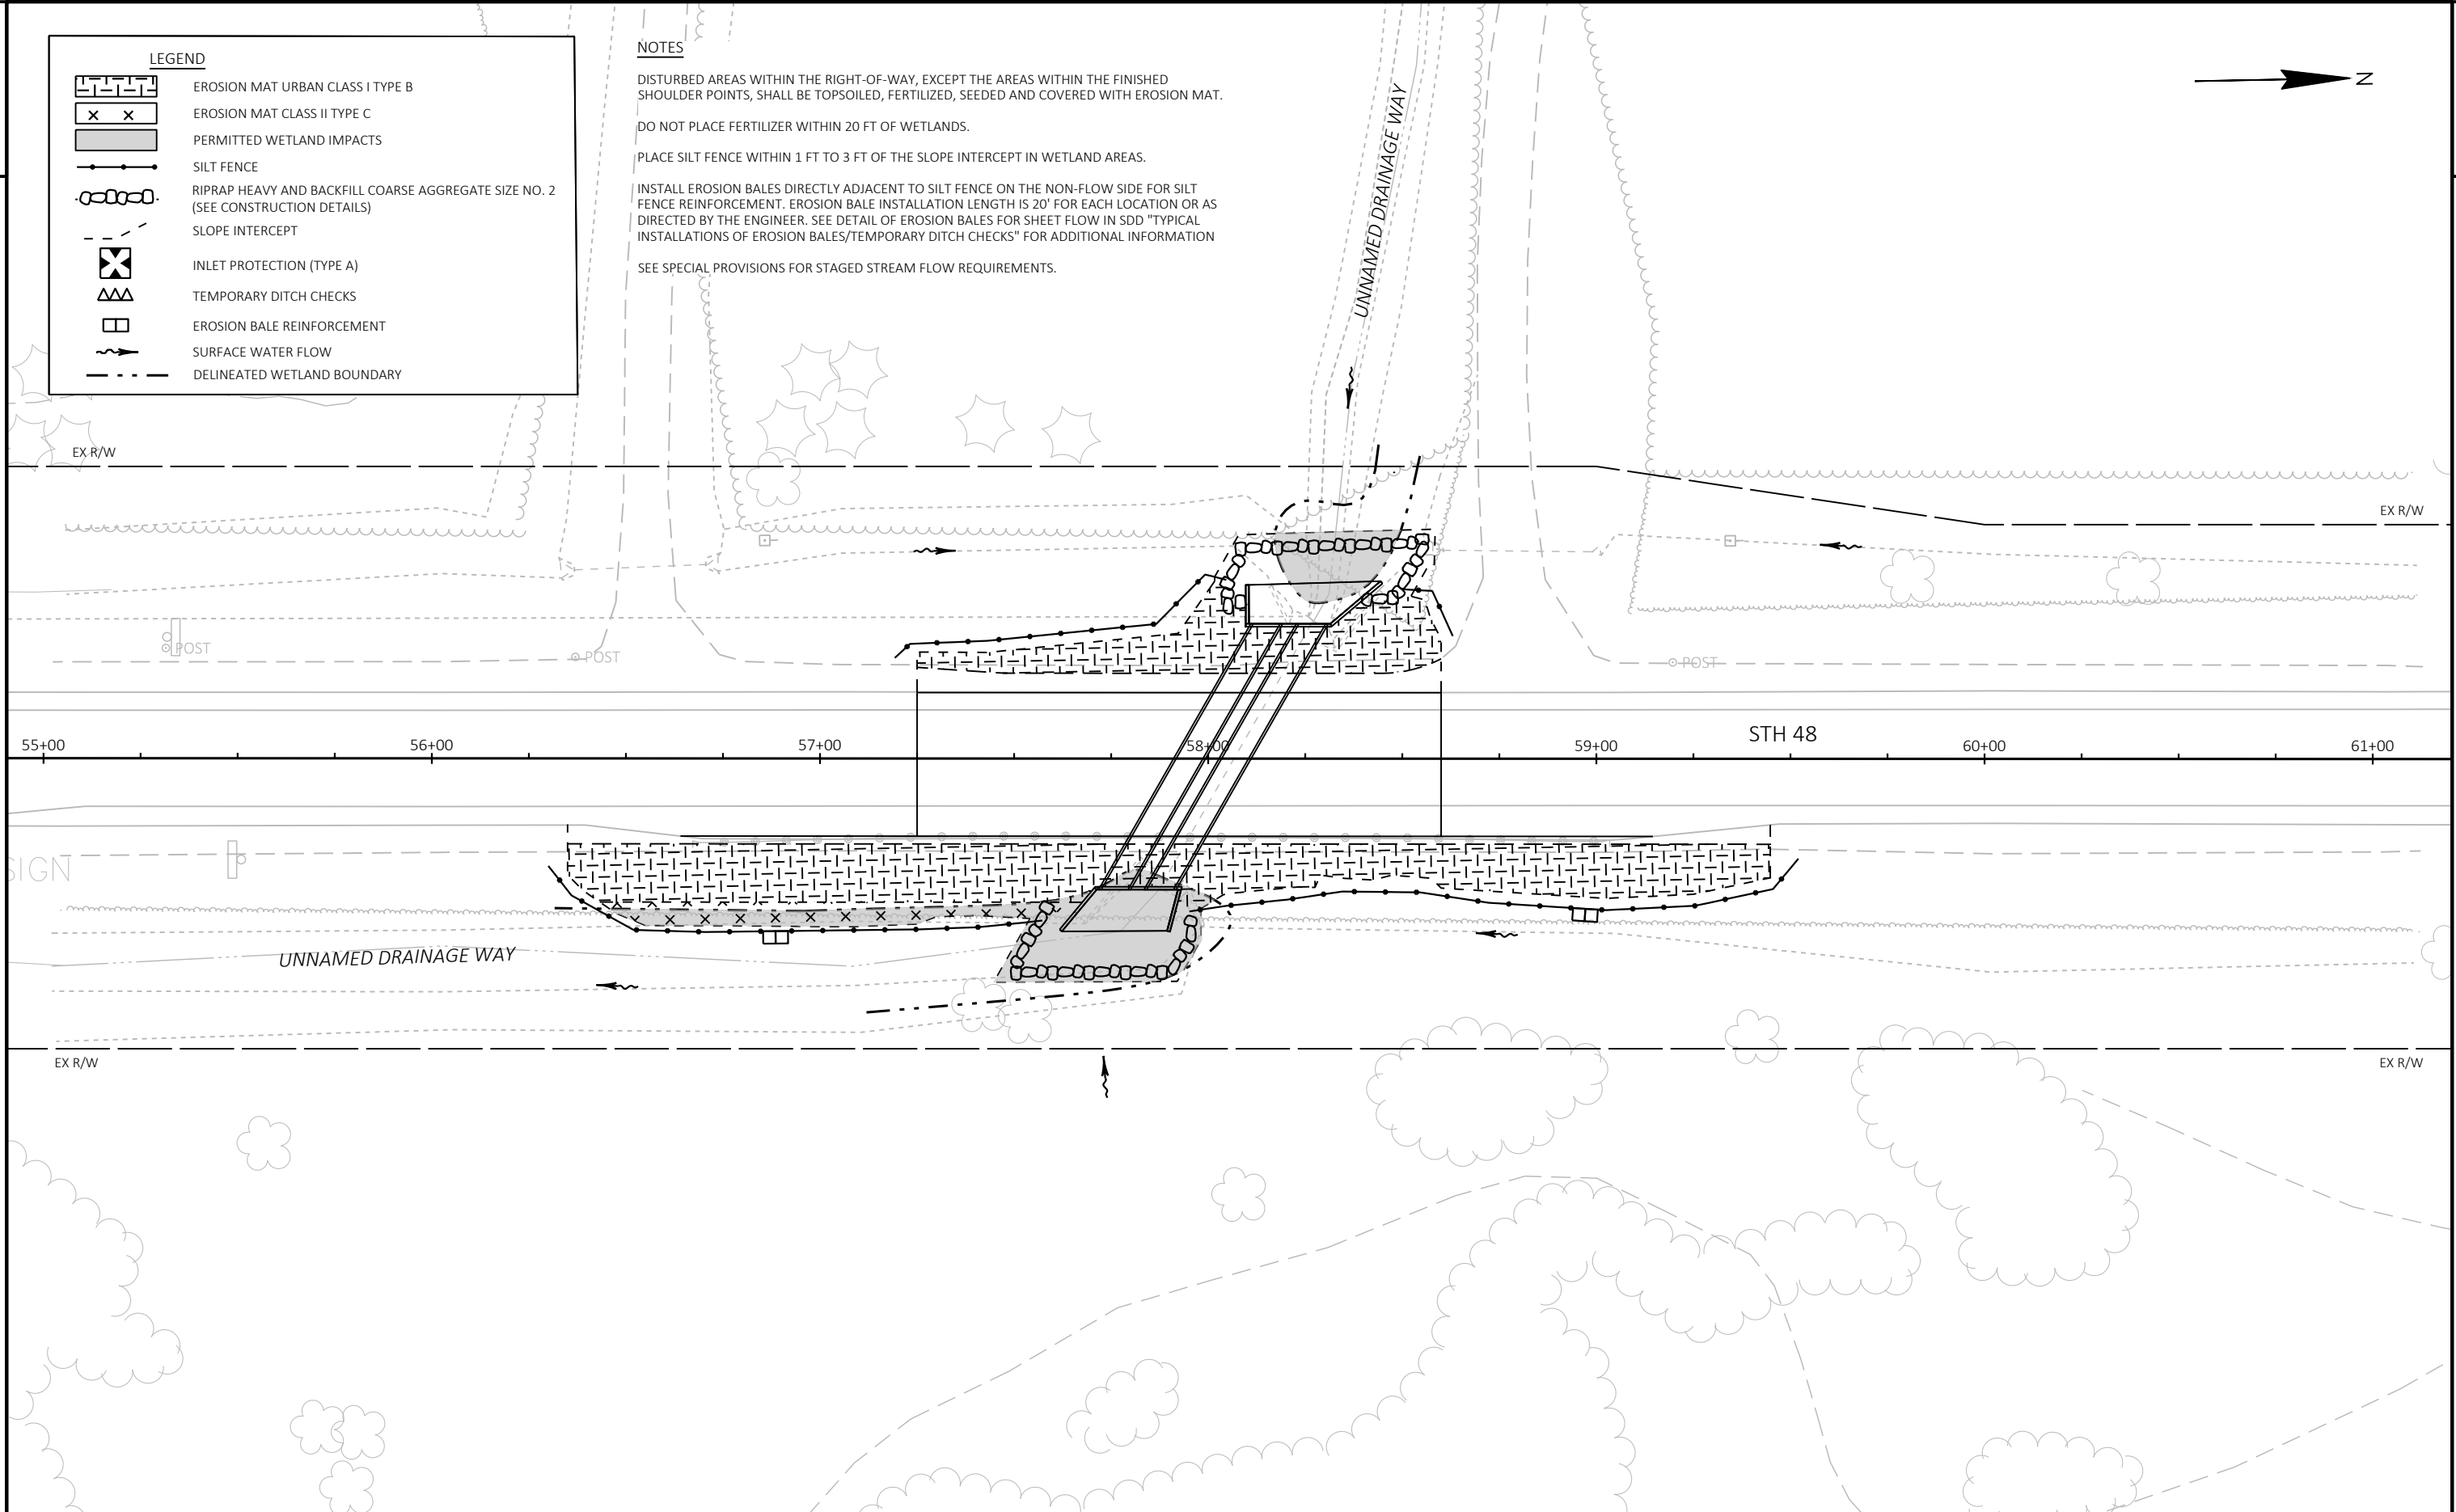 LEGEND
EROSION MAT URBAN CLASS I TYPE B
EROSION MAT CLASS II TYPE C
PERMITTED WETLAND IMPACTS
SILT FENCE
RIPRAP HEAVY AND BACKFILL COARSE AGGREGATE SIZE NO. 2
(SEE CONSTRUCTION DETAILS)
SLOPE INTERCEPT
INLET PROTECTION (TYPE A)
TEMPORARY DITCH CHECKS
EROSION BALE REINFORCEMENT
SURFACE WATER FLOW
DELINEATED WETLAND BOUNDARY
NOTES
DISTURBED AREAS WITHIN THE RIGHT-OF-WAY, EXCEPT THE AREAS WITHIN THE FINISHED
SHOULDER POINTS, SHALL BE TOPSOILED, FERTILIZED, SEEDED AND COVERED WITH EROSION MAT.
DO NOT PLACE FERTILIZER WITHIN 20 FT OF WETLANDS.
PLACE SILT FENCE WITHIN 1 FT TO 3 FT OF THE SLOPE INTERCEPT IN WETLAND AREAS.
INSTALL EROSION BALES DIRECTLY ADJACENT TO SILT FENCE ON THE NON-FLOW SIDE FOR SILT
FENCE REINFORCEMENT. EROSION BALE INSTALLATION LENGTH IS 20' FOR EACH LOCATION OR AS
DIRECTED BY THE ENGINEER. SEE DETAIL OF EROSION BALES FOR SHEET FLOW IN SDD "TYPICAL
INSTALLATIONS OF EROSION BALES/TEMPORARY DITCH CHECKS" FOR ADDITIONAL INFORMATION
SEE SPECIAL PROVISIONS FOR STAGED STREAM FLOW REQUIREMENTS.
UNNAMED DRAINAGE WAY
N
EX R/W
EX R/W
POST
POST
POST
STH 48
55+00
56+00
57+00
58+00
59+00
60+00
61+00
SIGN
UNNAMED DRAINAGE WAY
EX R/W
EX R/W